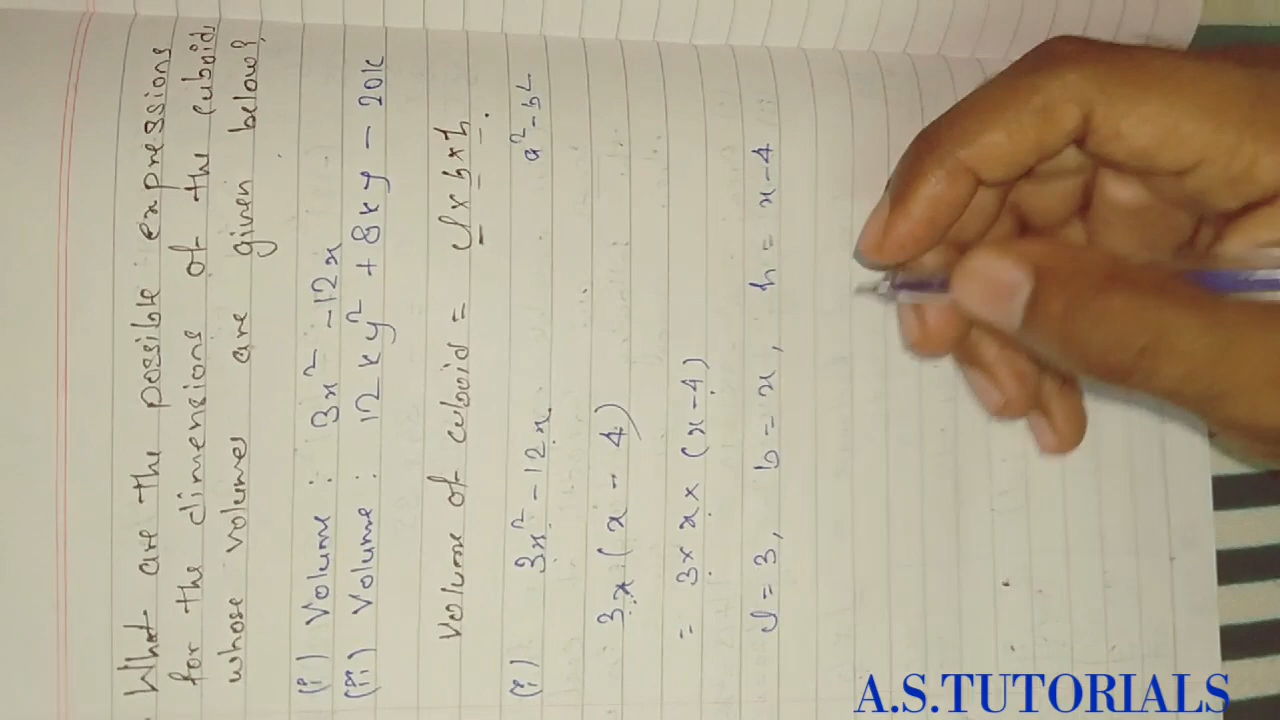 What are the possible expressions
for the dimensions of the cuboid
whose volumes are given below?
(i) Volume : 3x² - 12x
(ii) Volume : 12ky² + 8ky - 20k
Volume of cuboid = l x b x h.
(i) 3x² - 12x a² - b²
3x (x - 4)
= 3 x x x (x - 4)
l = 3, b = x, h = x - 4
A.S.TUTORIALS